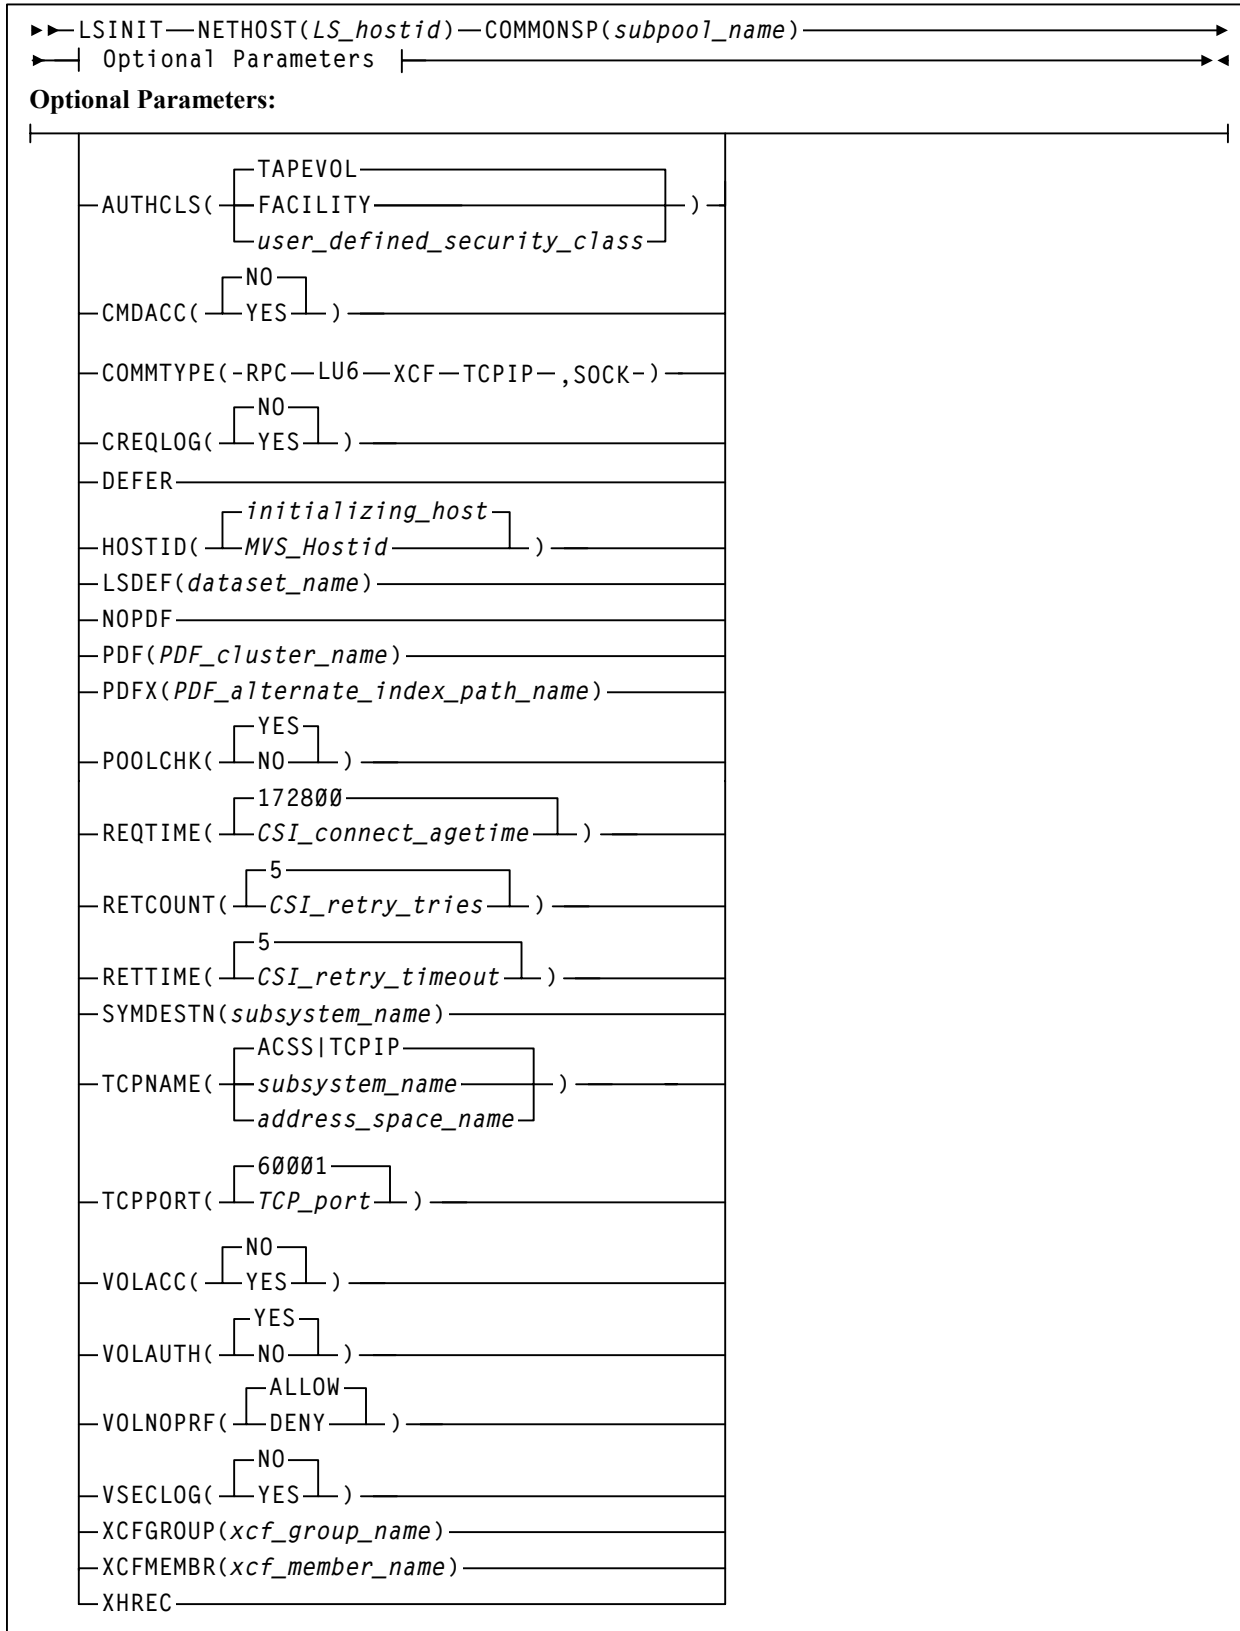 LSINIT NETHOST(LS_hostid) COMMONSP(subpool_name)
Optional Parameters
Optional Parameters:
TAPEVOL
AUTHCLS( FACILITY )
user_defined_security_class
NO
CMDACC( YES )
COMMTYPE( RPC LU6 XCF TCPIP ,SOCK )
NO
CREQLOG( YES )
DEFER
initializing_host
HOSTID( MVS_Hostid )
LSDEF(dataset_name)
NOPDF
PDF(PDF_cluster_name)
PDFX(PDF_alternate_index_path_name)
YES
POOLCHK( NO )
1728ØØ
REQTIME( CSI_connect_agetime )
5
RETCOUNT( CSI_retry_tries )
5
RETTIME( CSI_retry_timeout )
SYMDESTN(subsystem_name)
ACSS|TCPIP
TCPNAME( subsystem_name )
address_space_name
6ØØØ1
TCPPORT( TCP_port )
NO
VOLACC( YES )
YES
VOLAUTH( NO )
ALLOW
VOLNOPRF( DENY )
NO
VSECLOG( YES )
XCFGROUP(xcf_group_name)
XCFMEMBR(xcf_member_name)
XHREC